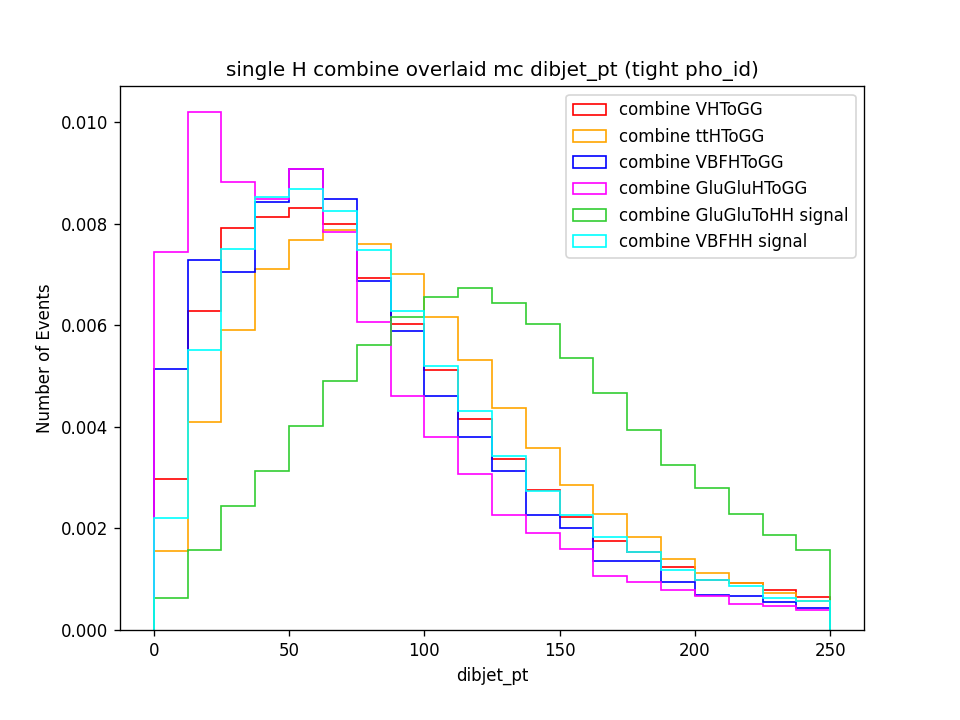 single H combine overlaid mc dibjet_pt (tight pho_id)
combine VHToGG
combine ttHToGG
combine VBFHToGG
combine GluGluHToGG
combine GluGluToHH signal
combine VBFHH signal
Number of Events
0.010
0.008
0.006
0.004
0.002
0.000
0 50 100 150 200 250
dibjet_pt